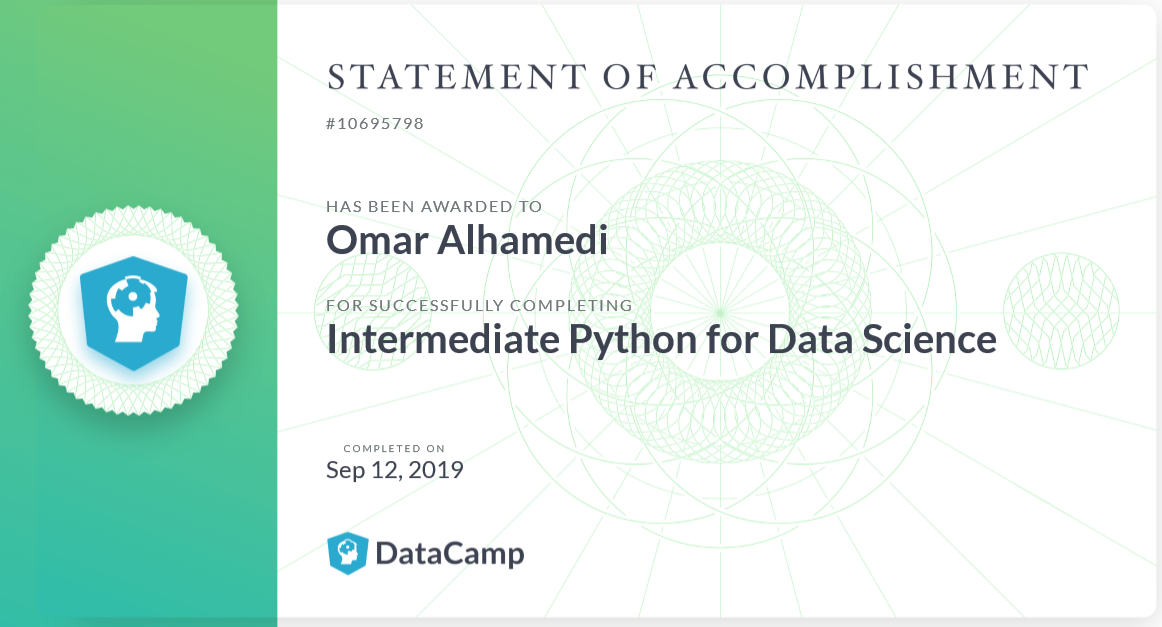 STATEMENT OF ACCOMPLISHMENT
#10695798
HAS BEEN AWARDED TO
Omar Alhamedi
FOR SUCCESSFULLY COMPLETING
Intermediate Python for Data Science
COMPLETED ON
Sep 12, 2019
DataCamp